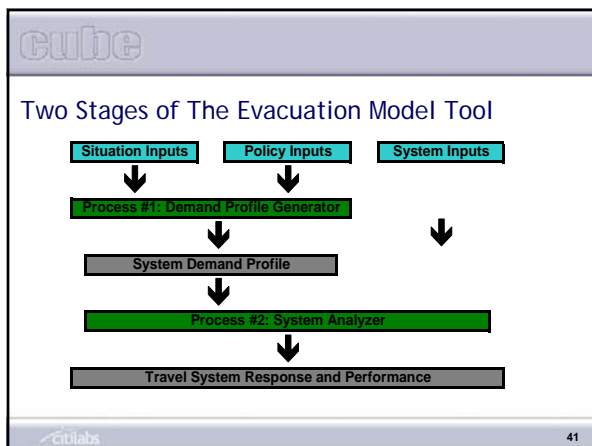 cube
Two Stages of The Evacuation Model Tool
Situation Inputs Policy Inputs System Inputs
Process #1: Demand Profile Generator
System Demand Profile
Process #2: System Analyzer
Travel System Response and Performance
citilabs 41